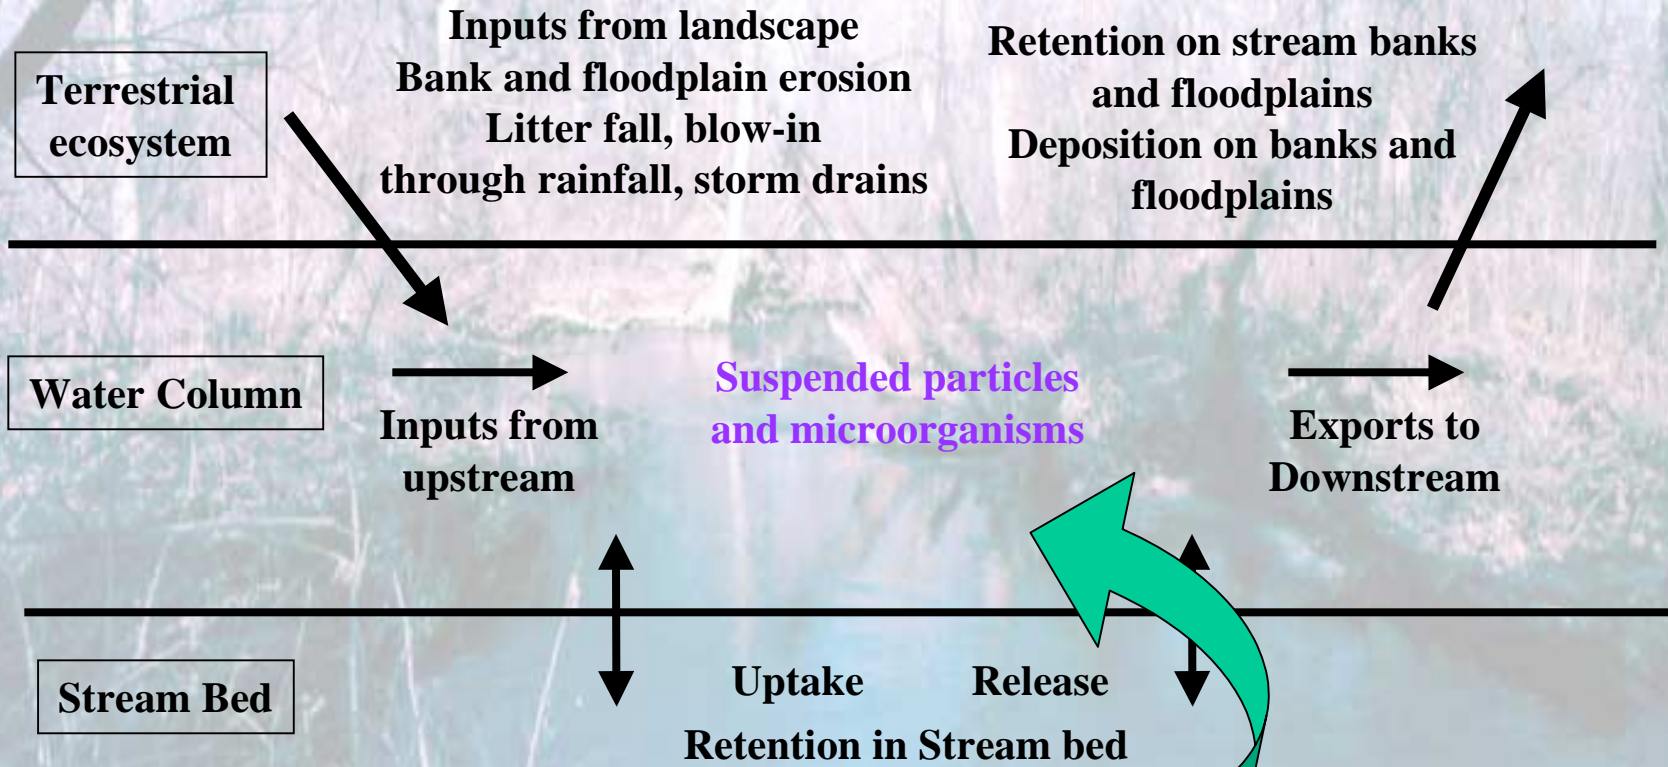 Terrestrial
ecosystem
Inputs from landscape
Bank and floodplain erosion
Litter fall, blow-in
through rainfall, storm drains
Retention on stream banks
and floodplains
Deposition on banks and
floodplains
Water Column
Inputs from
upstream
Suspended particles
and microorganisms
Exports to
Downstream
Stream Bed
Uptake Release
Retention in Stream bed